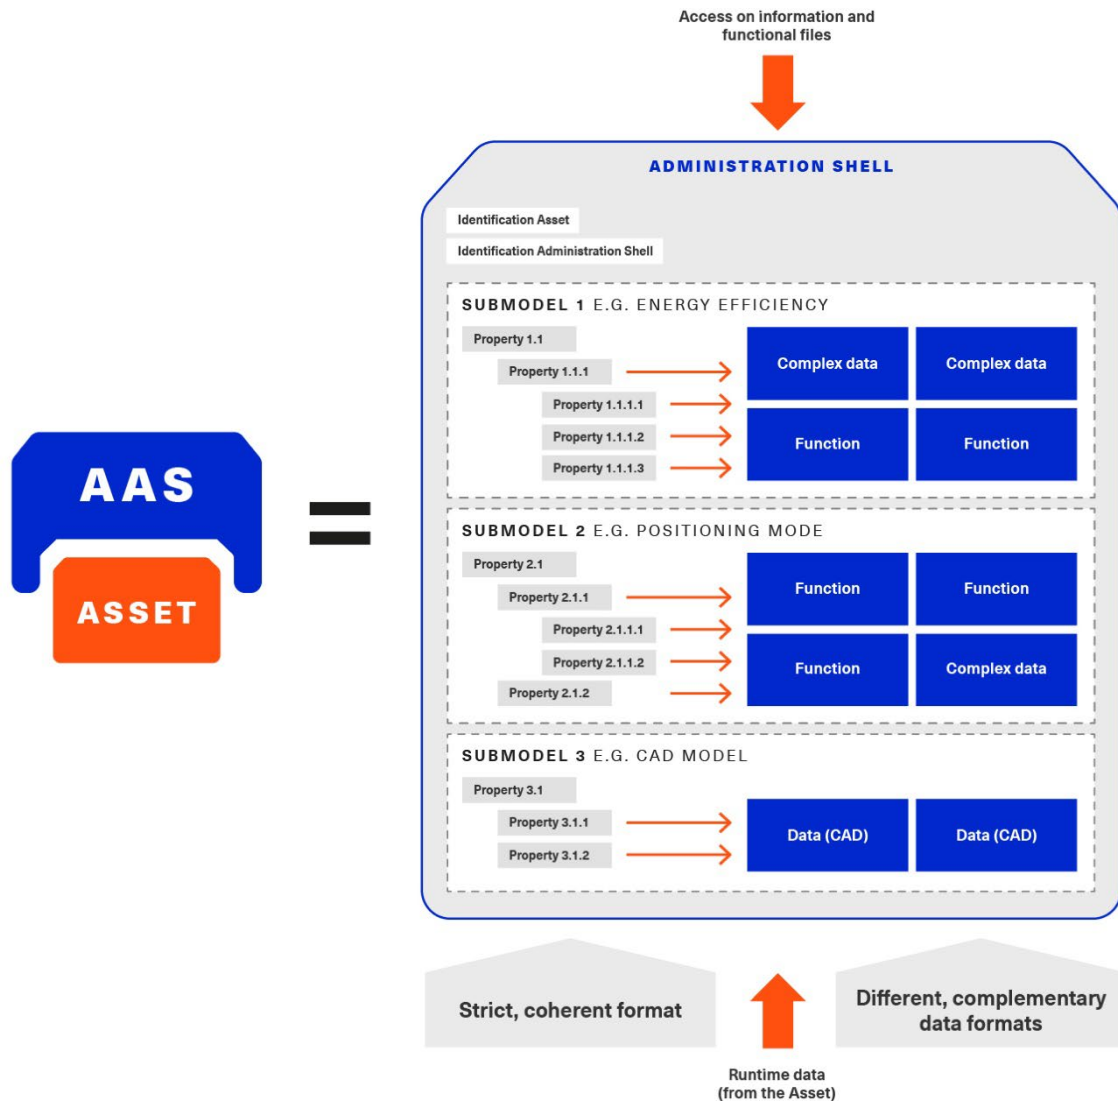 Access on information and
functional files
ADMINISTRATION SHELL
Identification Asset
Identification Administration Shell
SUBMODEL 1 E.G. ENERGY EFFICIENCY
Property 1.1
Property 1.1.1
Property 1.1.1.1
Property 1.1.1.2
Property 1.1.1.3
Complex data
Complex data
Function
Function
AAS
ASSET
=
SUBMODEL 2 E.G. POSITIONING MODE
Property 2.1
Property 2.1.1
Property 2.1.1.1
Property 2.1.1.2
Property 2.1.2
Function
Function
Function
Complex data
SUBMODEL 3 E.G. CAD MODEL
Property 3.1
Property 3.1.1
Property 3.1.2
Data (CAD)
Data (CAD)
Strict, coherent format
Different, complementary
data formats
Runtime data
(from the Asset)